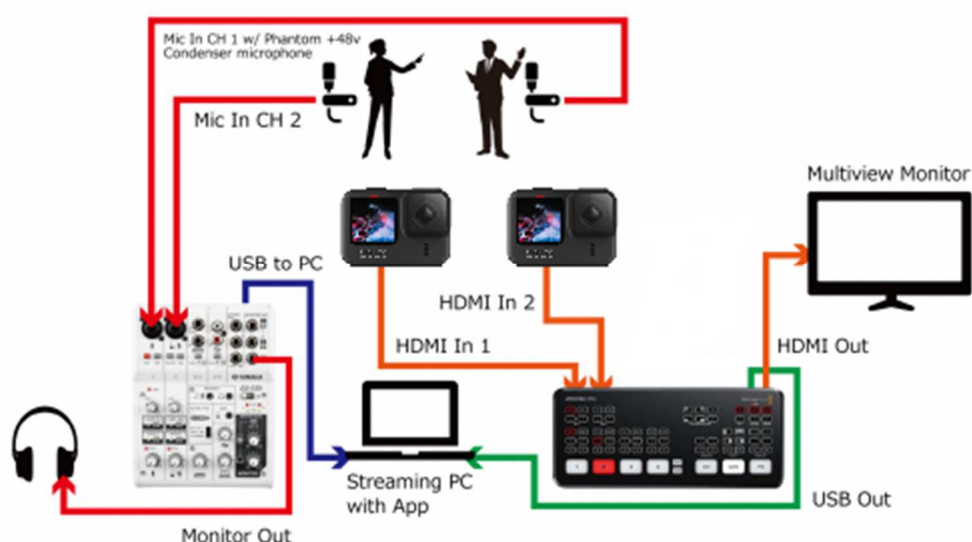 Mic In CH 1 w/ Phantom +48v
Condenser microphone
Mic In CH 2
Multiview Monitor
USB to PC
HDMI In 2
HDMI In 1
HDMI Out
YAMAHA
Streaming PC
with App
USB Out
Monitor Out